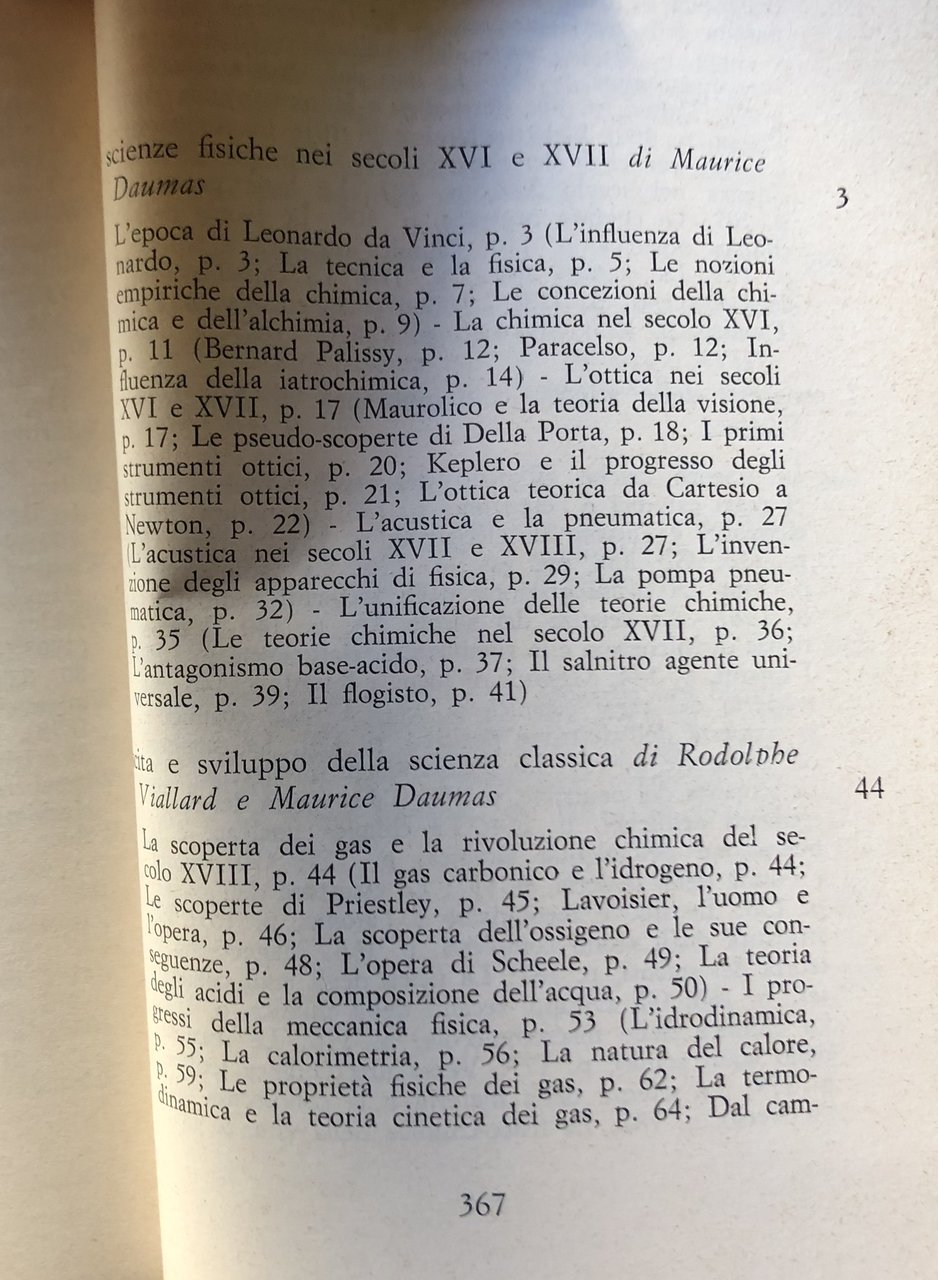 scienze fisiche nei secoli XVI e XVII di Maurice
Daumas
3
L'epoca di Leonardo da Vinci, p. 3 (L'influenza di Leo-
nardo, p. 3; La tecnica e la fisica, p. 5; Le nozioni
empiriche della chimica, p. 7; Le concezioni della chi-
mica e dell'alchimia, p. 9) - La chimica nel secolo XVI,
p. 11 (Bernard Palissy, p. 12; Paracelso, p. 12; In-
fluenza della iatrochimica, p. 14) - L'ottica nei secoli
XVI e XVII, p. 17 (Maurolico e la teoria della visione,
p. 17; Le pseudo-scoperte di Della Porta, p. 18; I primi
strumenti ottici, p. 20; Keplero e il progresso degli
strumenti ottici, p. 21; L'ottica teorica da Cartesio a
Newton, p. 22) - L'acustica e la pneumatica, p. 27
(L'acustica nei secoli XVII e XVIII, p. 27; L'inven-
zione degli apparecchi di fisica, p. 29; La pompa pneu-
matica, p. 32) - L'unificazione delle teorie chimiche,
p. 35 (Le teorie chimiche nel secolo XVII, p. 36;
L'antagonismo base-acido, p. 37; Il salnitro agente uni-
versale, p. 39; Il flogisto, p. 41)
cita e sviluppo della scienza classica di Rodolphe
Viallard e Maurice Daumas
44
La scoperta dei gas e la rivoluzione chimica del se-
colo XVIII, p. 44 (Il gas carbonico e l'idrogeno, p. 44;
Le scoperte di Priestley, p. 45; Lavoisier, l'uomo e
l'opera, p. 46; La scoperta dell'ossigeno e le sue con-
seguenze, p. 48; L'opera di Scheele, p. 49; La teoria
degli acidi e la composizione dell'acqua, p. 50) - I pro-
gressi della meccanica fisica, p. 53 (L'idrodinamica,
p. 55; La calorimetria, p. 56; La natura del calore,
p. 59; Le proprietà fisiche dei gas, p. 62; La termo-
dinamica e la teoria cinetica dei gas, p. 64; Dal cam-
367